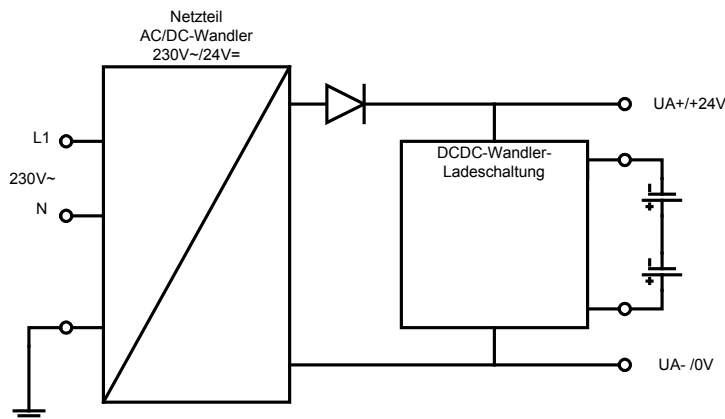 Netzteil
AC/DC-Wandler
230V~/24V=
UA+/+24V
L1
DCDC-Wandler-
Ladeschaltung
230V~
N
-
+
-
+
UA- /0V